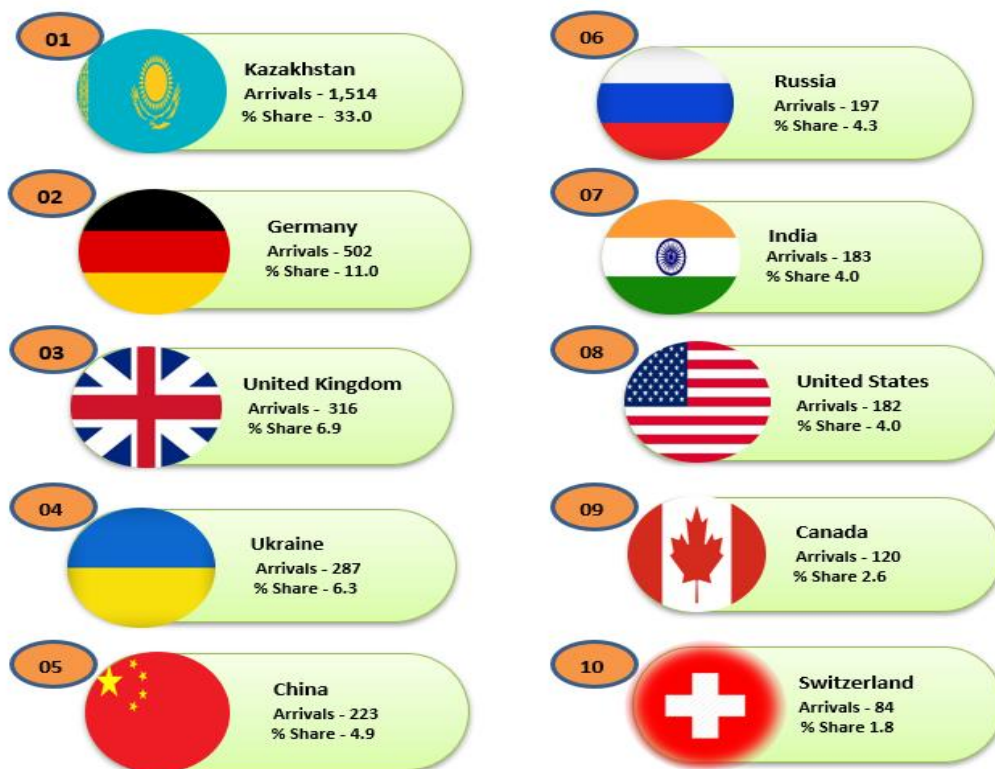 01
Kazakhstan
Arrivals - 1,514
% Share - 33.0
02
Germany
Arrivals - 502
% Share - 11.0
03
United Kingdom
Arrivals - 316
% Share 6.9
04
Ukraine
Arrivals - 287
% Share - 6.3
05
China
Arrivals - 223
% Share - 4.9
06
Russia
Arrivals - 197
% Share - 4.3
07
India
Arrivals - 183
% Share 4.0
08
United States
Arrivals - 182
% Share - 4.0
09
Canada
Arrivals - 120
% Share 2.6
10
Switzerland
Arrivals - 84
% Share 1.8